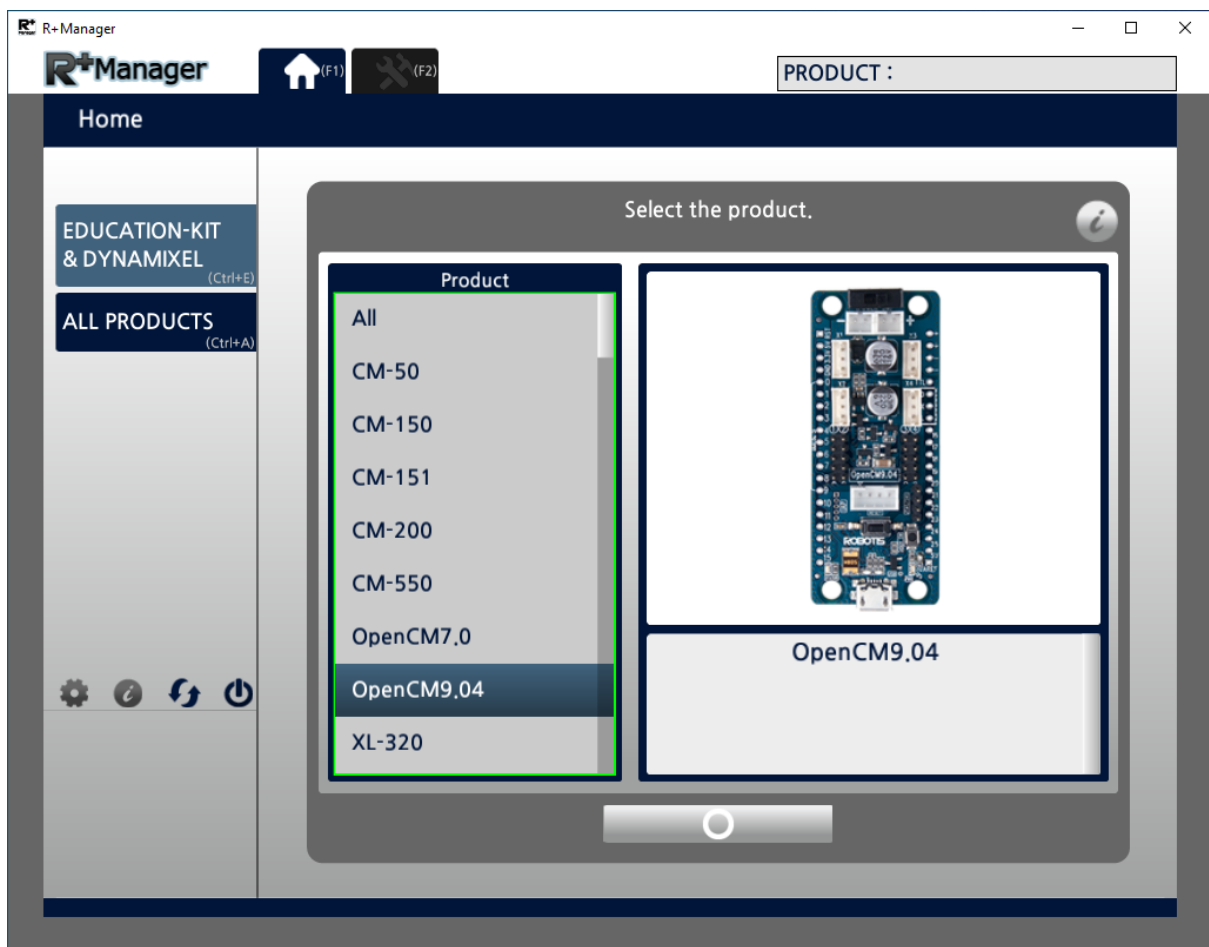 R+Manager
R+Manager
(F1)
(F2)
PRODUCT :
Home
EDUCATION-KIT
& DYNAMIXEL
(Ctrl+E)
ALL PRODUCTS
(Ctrl+A)
Select the product.
Product
All
CM-50
CM-150
CM-151
CM-200
CM-550
OpenCM7.0
OpenCM9.04
XL-320
OpenCM9.04
ROBOTIS
OpenCM9.04